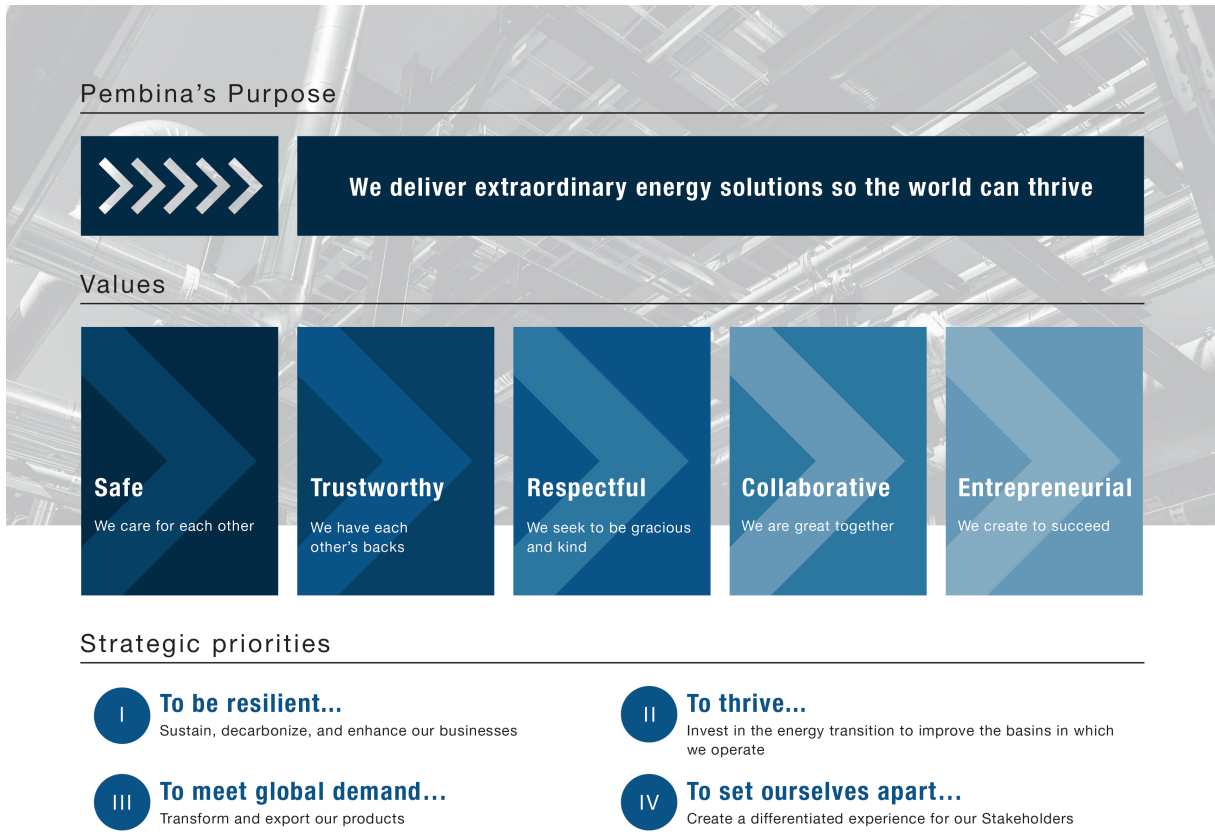 Pembina's Purpose
We deliver extraordinary energy solutions so the world can thrive
Values
Safe
We care for each other
Trustworthy
We have each
other's backs
Respectful
We seek to be gracious
and kind
Collaborative
We are great together
Entrepreneurial
We create to succeed
Strategic priorities
I
To be resilient...
Sustain, decarbonize, and enhance our businesses
II
To thrive...
Invest in the energy transition to improve the basins in which
we operate
III
To meet global demand...
Transform and export our products
IV
To set ourselves apart...
Create a differentiated experience for our Stakeholders